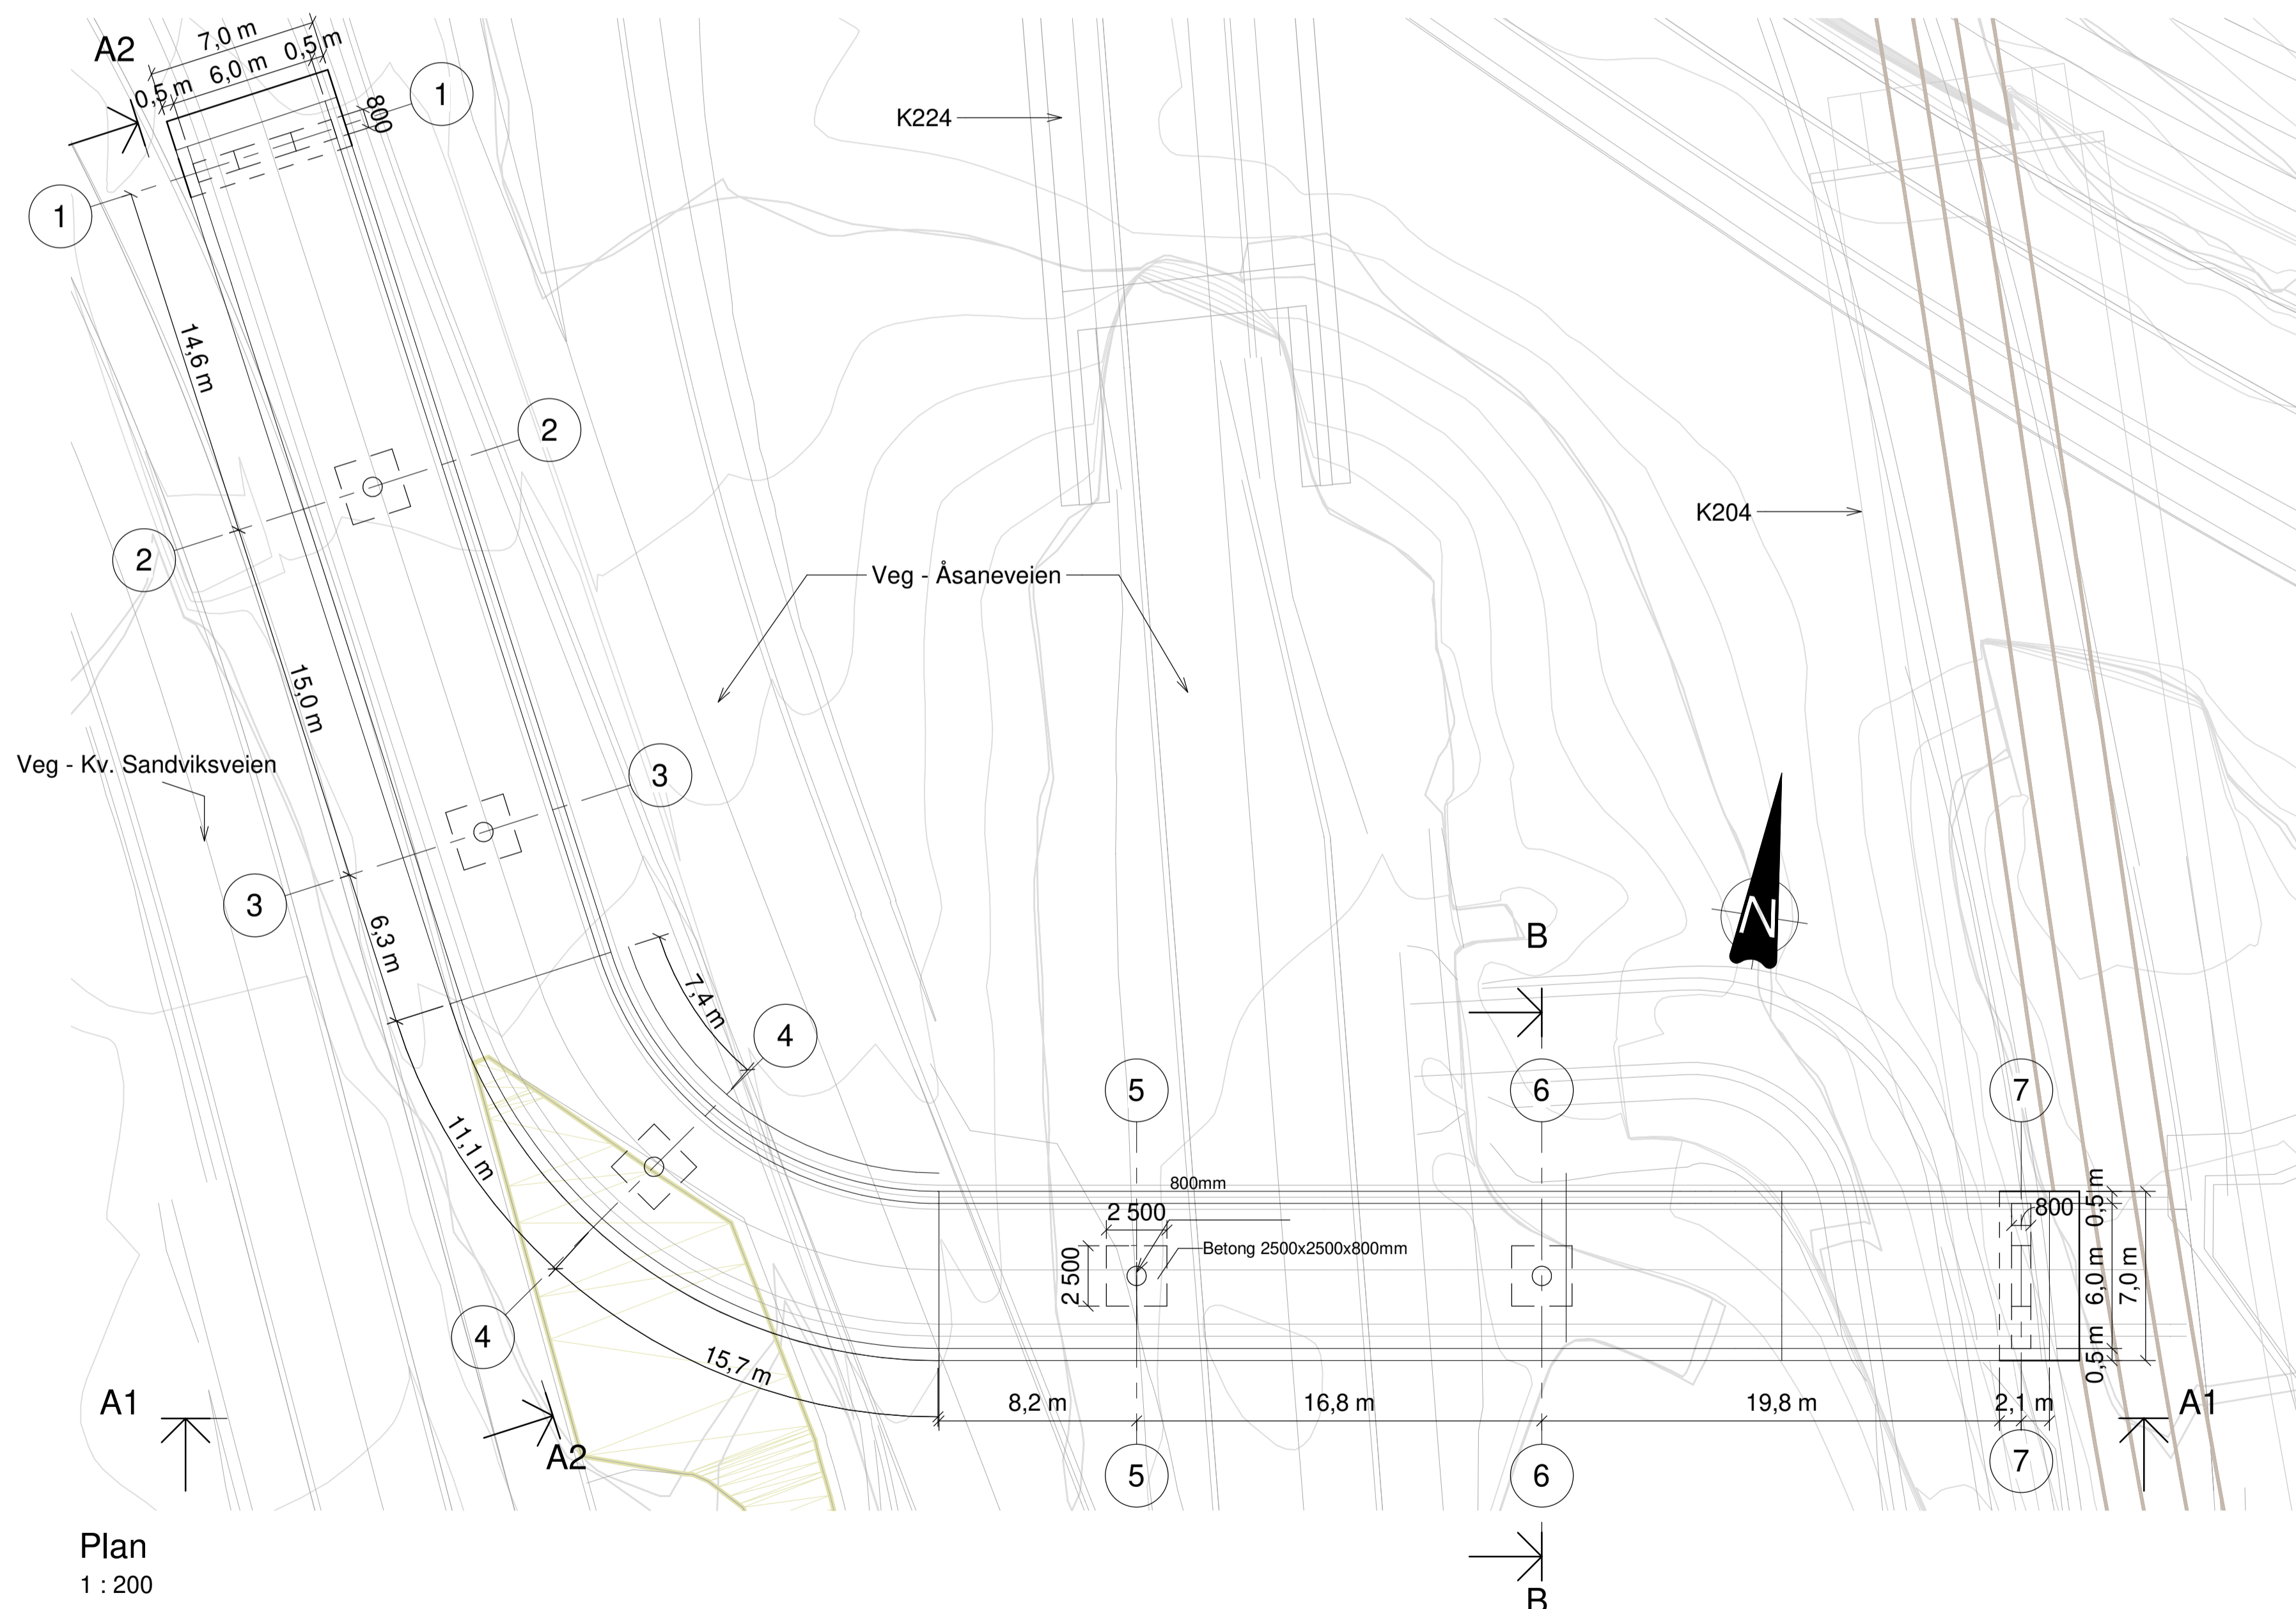 7,0 m
A2
0,5 m
6,0 m
0,5 m
1
800
K224
1
14,6 m
2
K204
2
Veg - Åsaneveien
15,0 m
Veg - Kv. Sandviksveien
3
3
6,3 m
N
B
7,4 m
4
5
6
7
11,1 m
800mm
0,5 m
2 500
800
Betong 2500x2500x800mm
2 500
6,0 m
7,0 m
4
15,7 m
0,5 m
A1
8,2 m
16,8 m
19,8 m
2,1 m
A1
A2
5
6
7
Plan
1 : 200
B